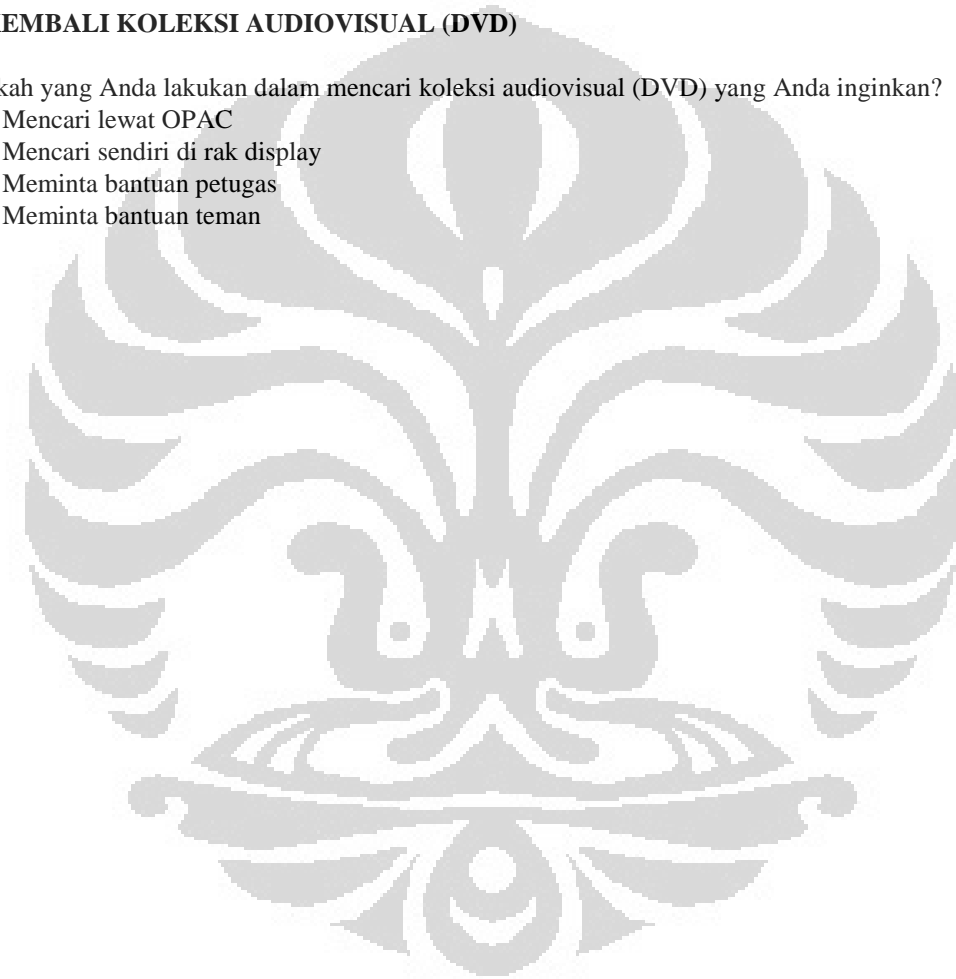 EMBALI KOLEKSI AUDIOVISUAL (DVD)
kah yang Anda lakukan dalam mencari koleksi audiovisual (DVD) yang Anda inginkan?
Mencari lewat OPAC
Mencari sendiri di rak display
Meminta bantuan petugas
Meminta bantuan teman